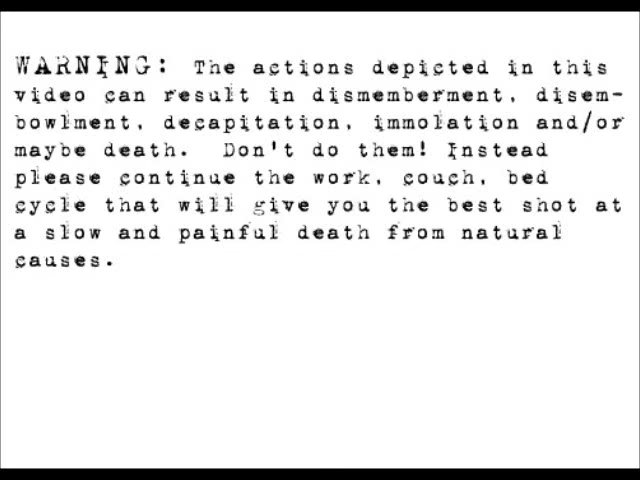 WARNING: The actions depicted in this
video can result in dismemberment, disem-
bowlment, decapitation, immolation and/or
maybe death. Don't do them! Instead
please continue the work, couch, bed
cycle that will give you the best shot at
a slow and painful death from natural
causes.